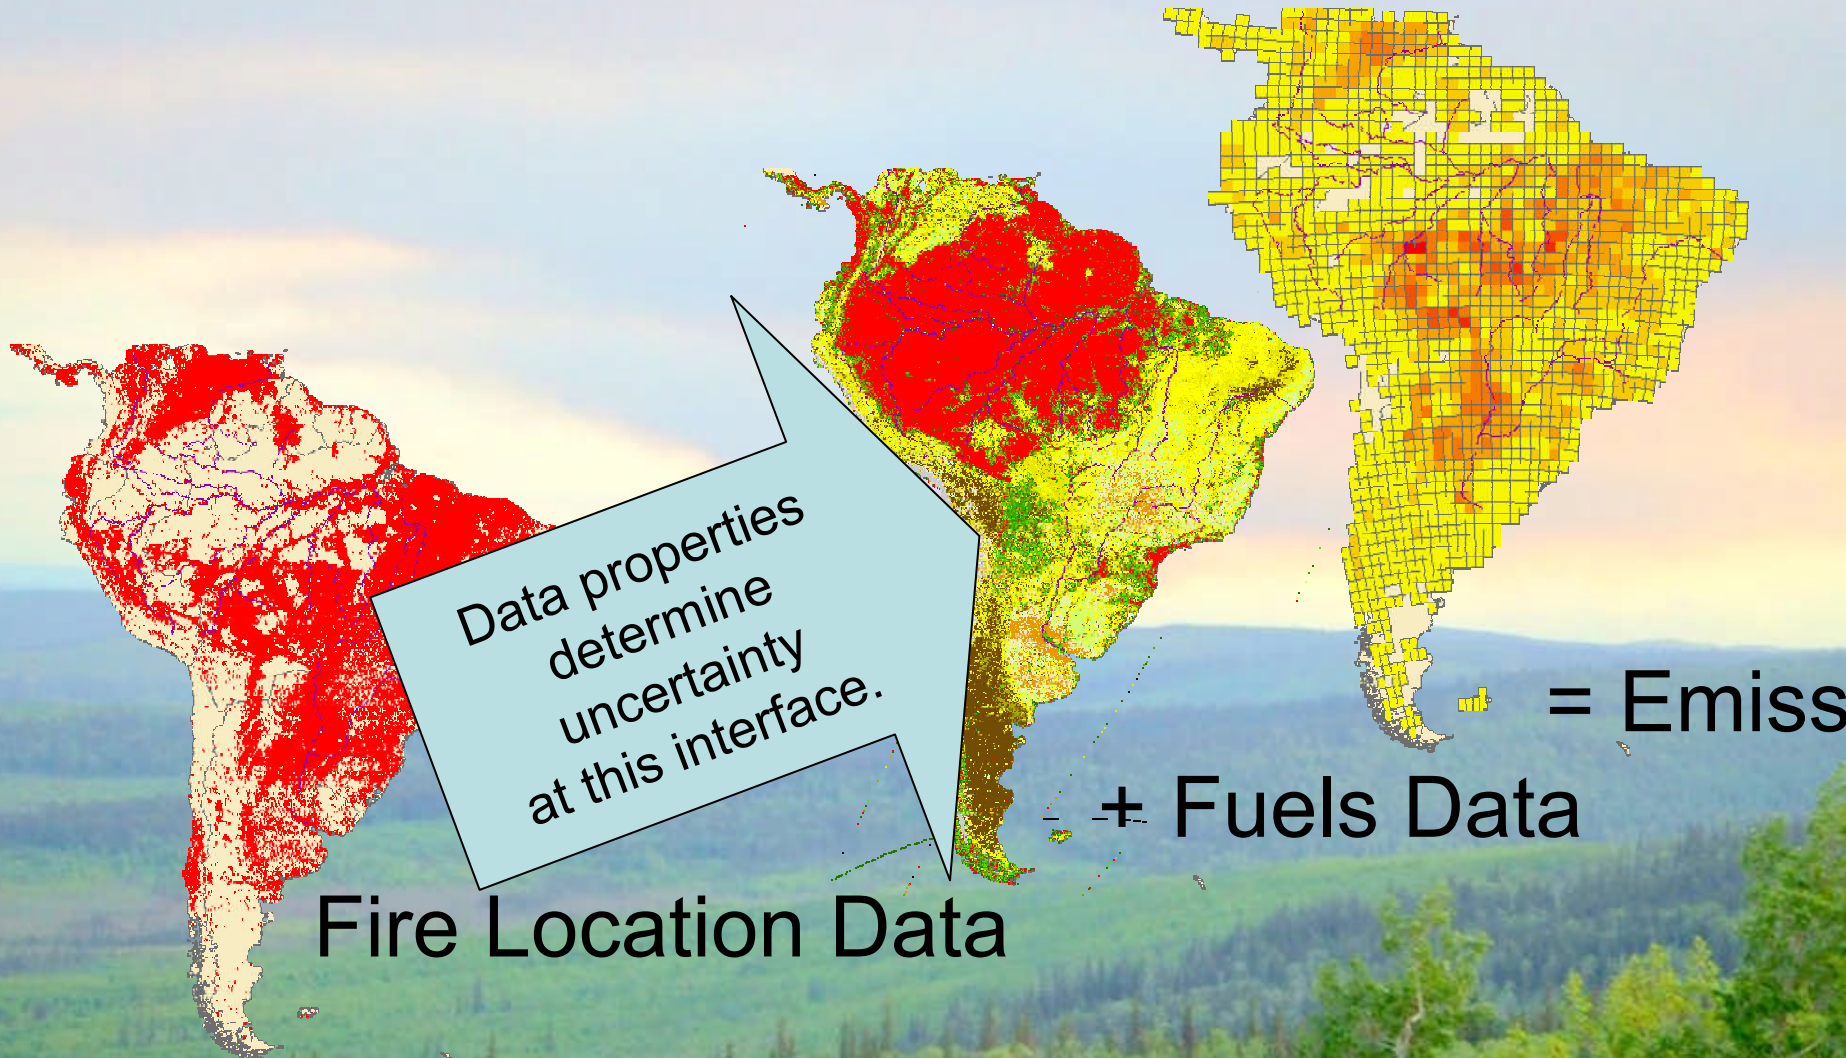 Data properties
determine
uncertainty
at this interface.
Fire Location Data
+ Fuels Data
= Emiss